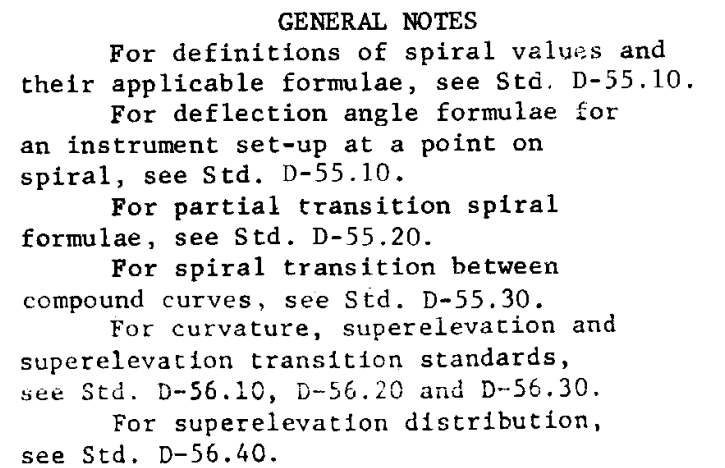 GENERAL NOTES
For definitions of spiral values and
their applicable formulae, see Std. D-55.10.
For deflection angle formulae for
an instrument set-up at a point on
spiral, see Std. D-55.10.
For partial transition spiral
formulae, see Std. D-55.20.
For spiral transition between
compound curves, see Std. D-55.30.
For curvature, superelevation and
superelevation transition standards,
see Std. D-56.10, D-56.20 and D-56.30.
For superelevation distribution,
see Std. D-56.40.